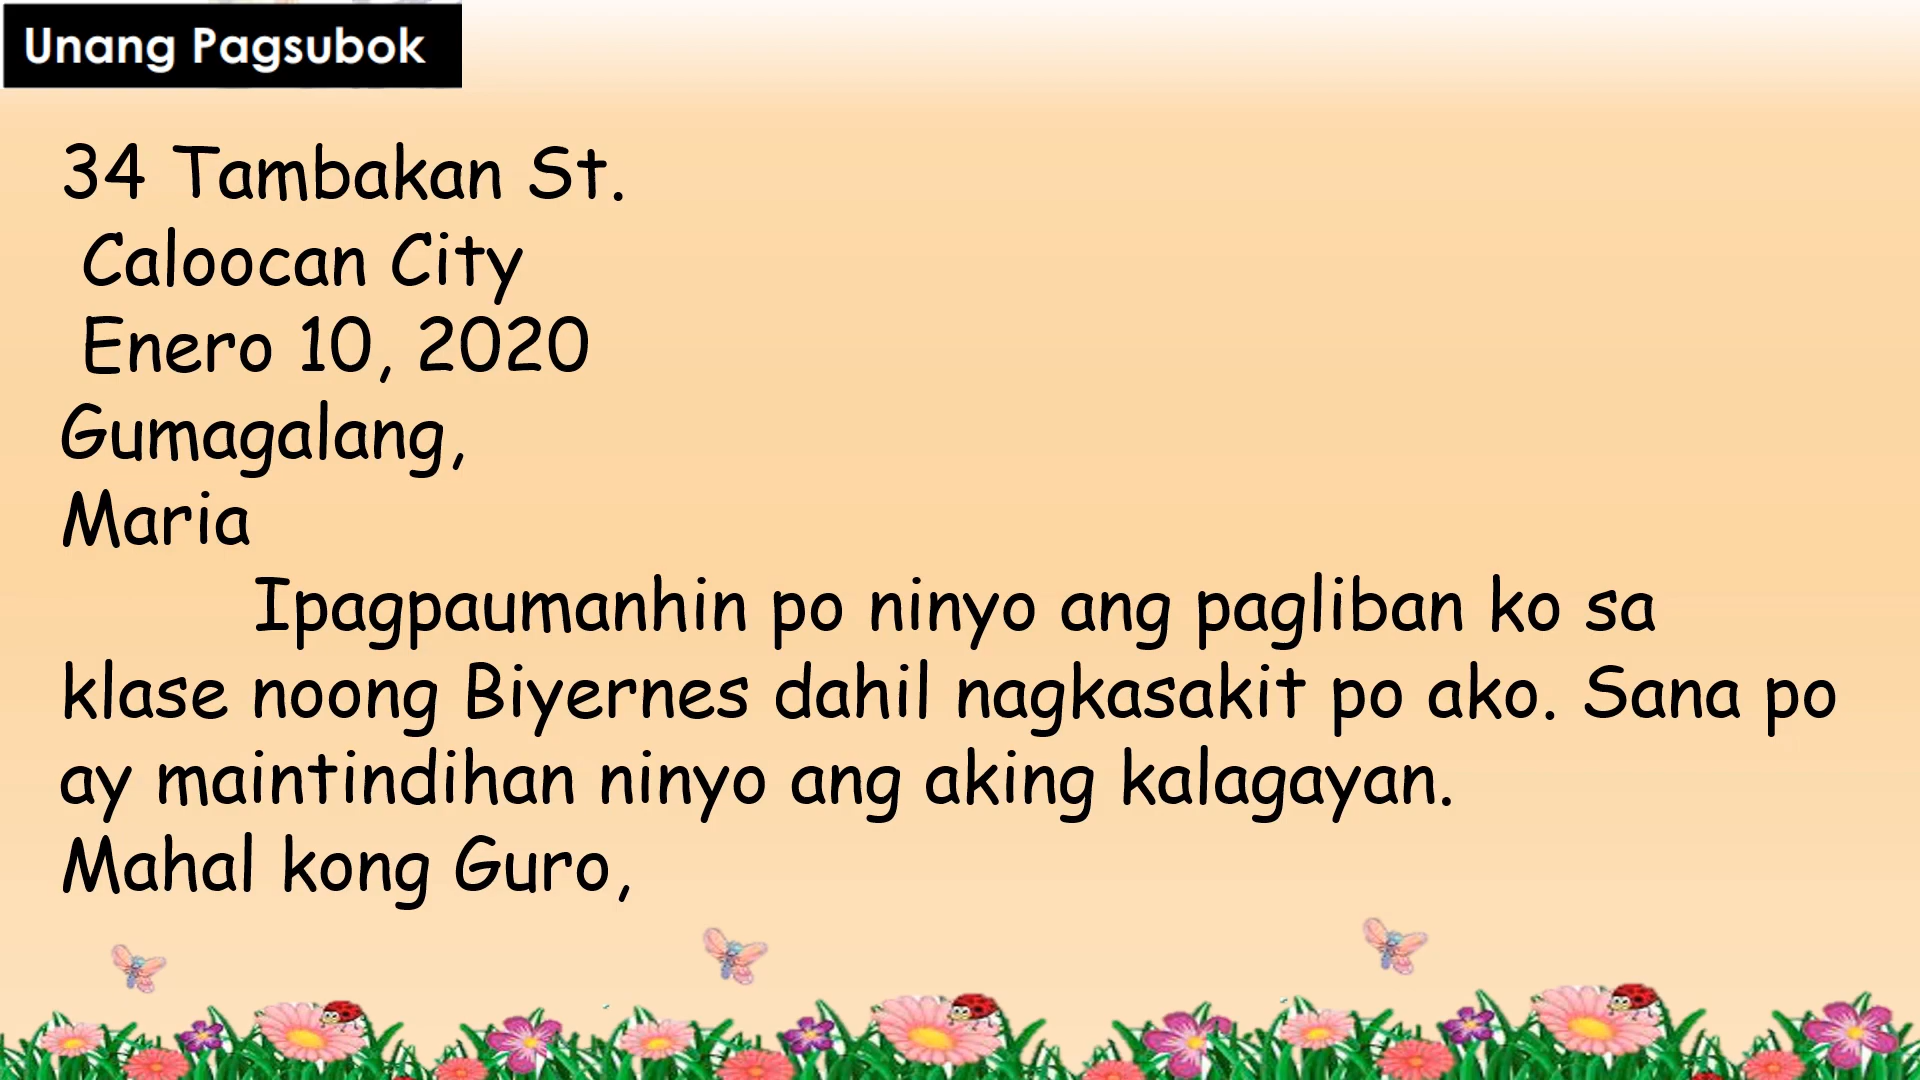 Unang Pagsubok
34 Tambakan St.
Caloocan City
Enero 10, 2020
Gumagalang,
Maria
Ipagpaumanhin po ninyo ang pagliban ko sa
klase noong Biyernes dahil nagkasakit po ako. Sana po
ay maintindihan ninyo ang aking kalagayan.
Mahal kong Guro,